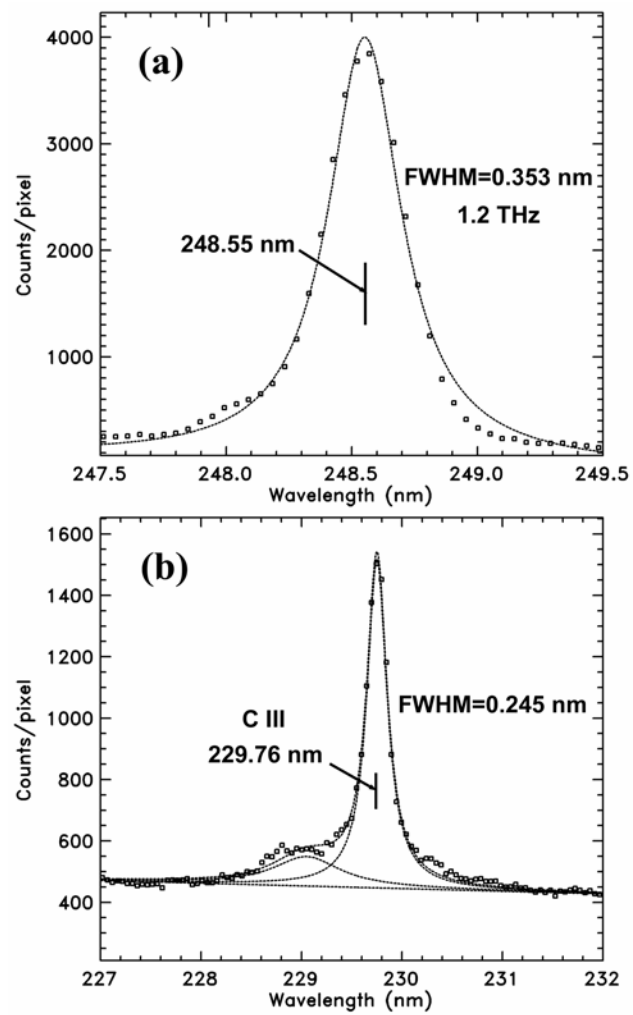 (a)
4000
3000
2000
1000
Counts/pixel
FWHM=0.353 nm
1.2 THz
248.55 nm
247.5 248.0 248.5 249.0 249.5
Wavelength (nm)
(b)
1600
1400
1200
1000
800
600
400
Counts/pixel
FWHM=0.245 nm
C III
229.76 nm
227 228 229 230 231 232
Wavelength (nm)